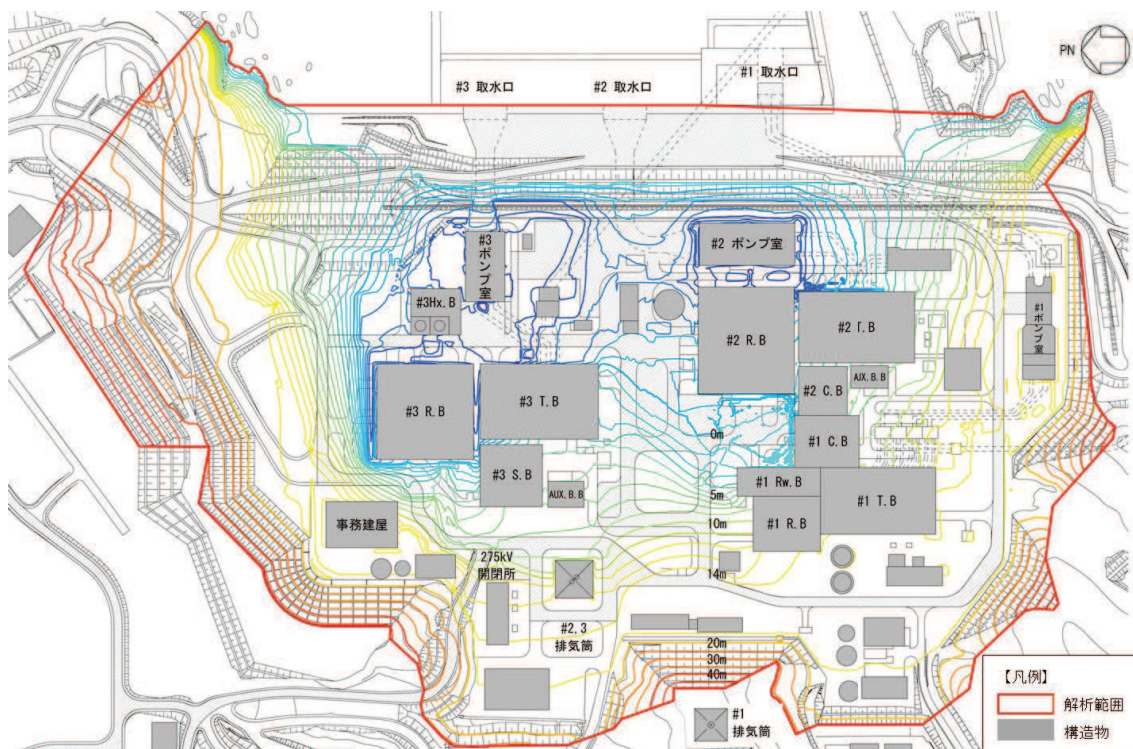 PN
#1 取水口
#3 取水口
#2 取水口
#3
ポンプ室
#2 ポンプ室
#3Hx.B
#1
ポンプ室
#2 R.B
#2 T.B
#3 R.B
#3 T.B
#2 C.B
AUX.B.B
#1 C.B
0m
#3 S.B
AUX.B.B
#1 Rw.B
5m
#1 T.B
#1 R.B
10m
事務建屋
275kV
開閉所
14m
#2,3
排気筒
20m
30m
40m
#1
排気筒
【凡例】
解析範囲
構造物